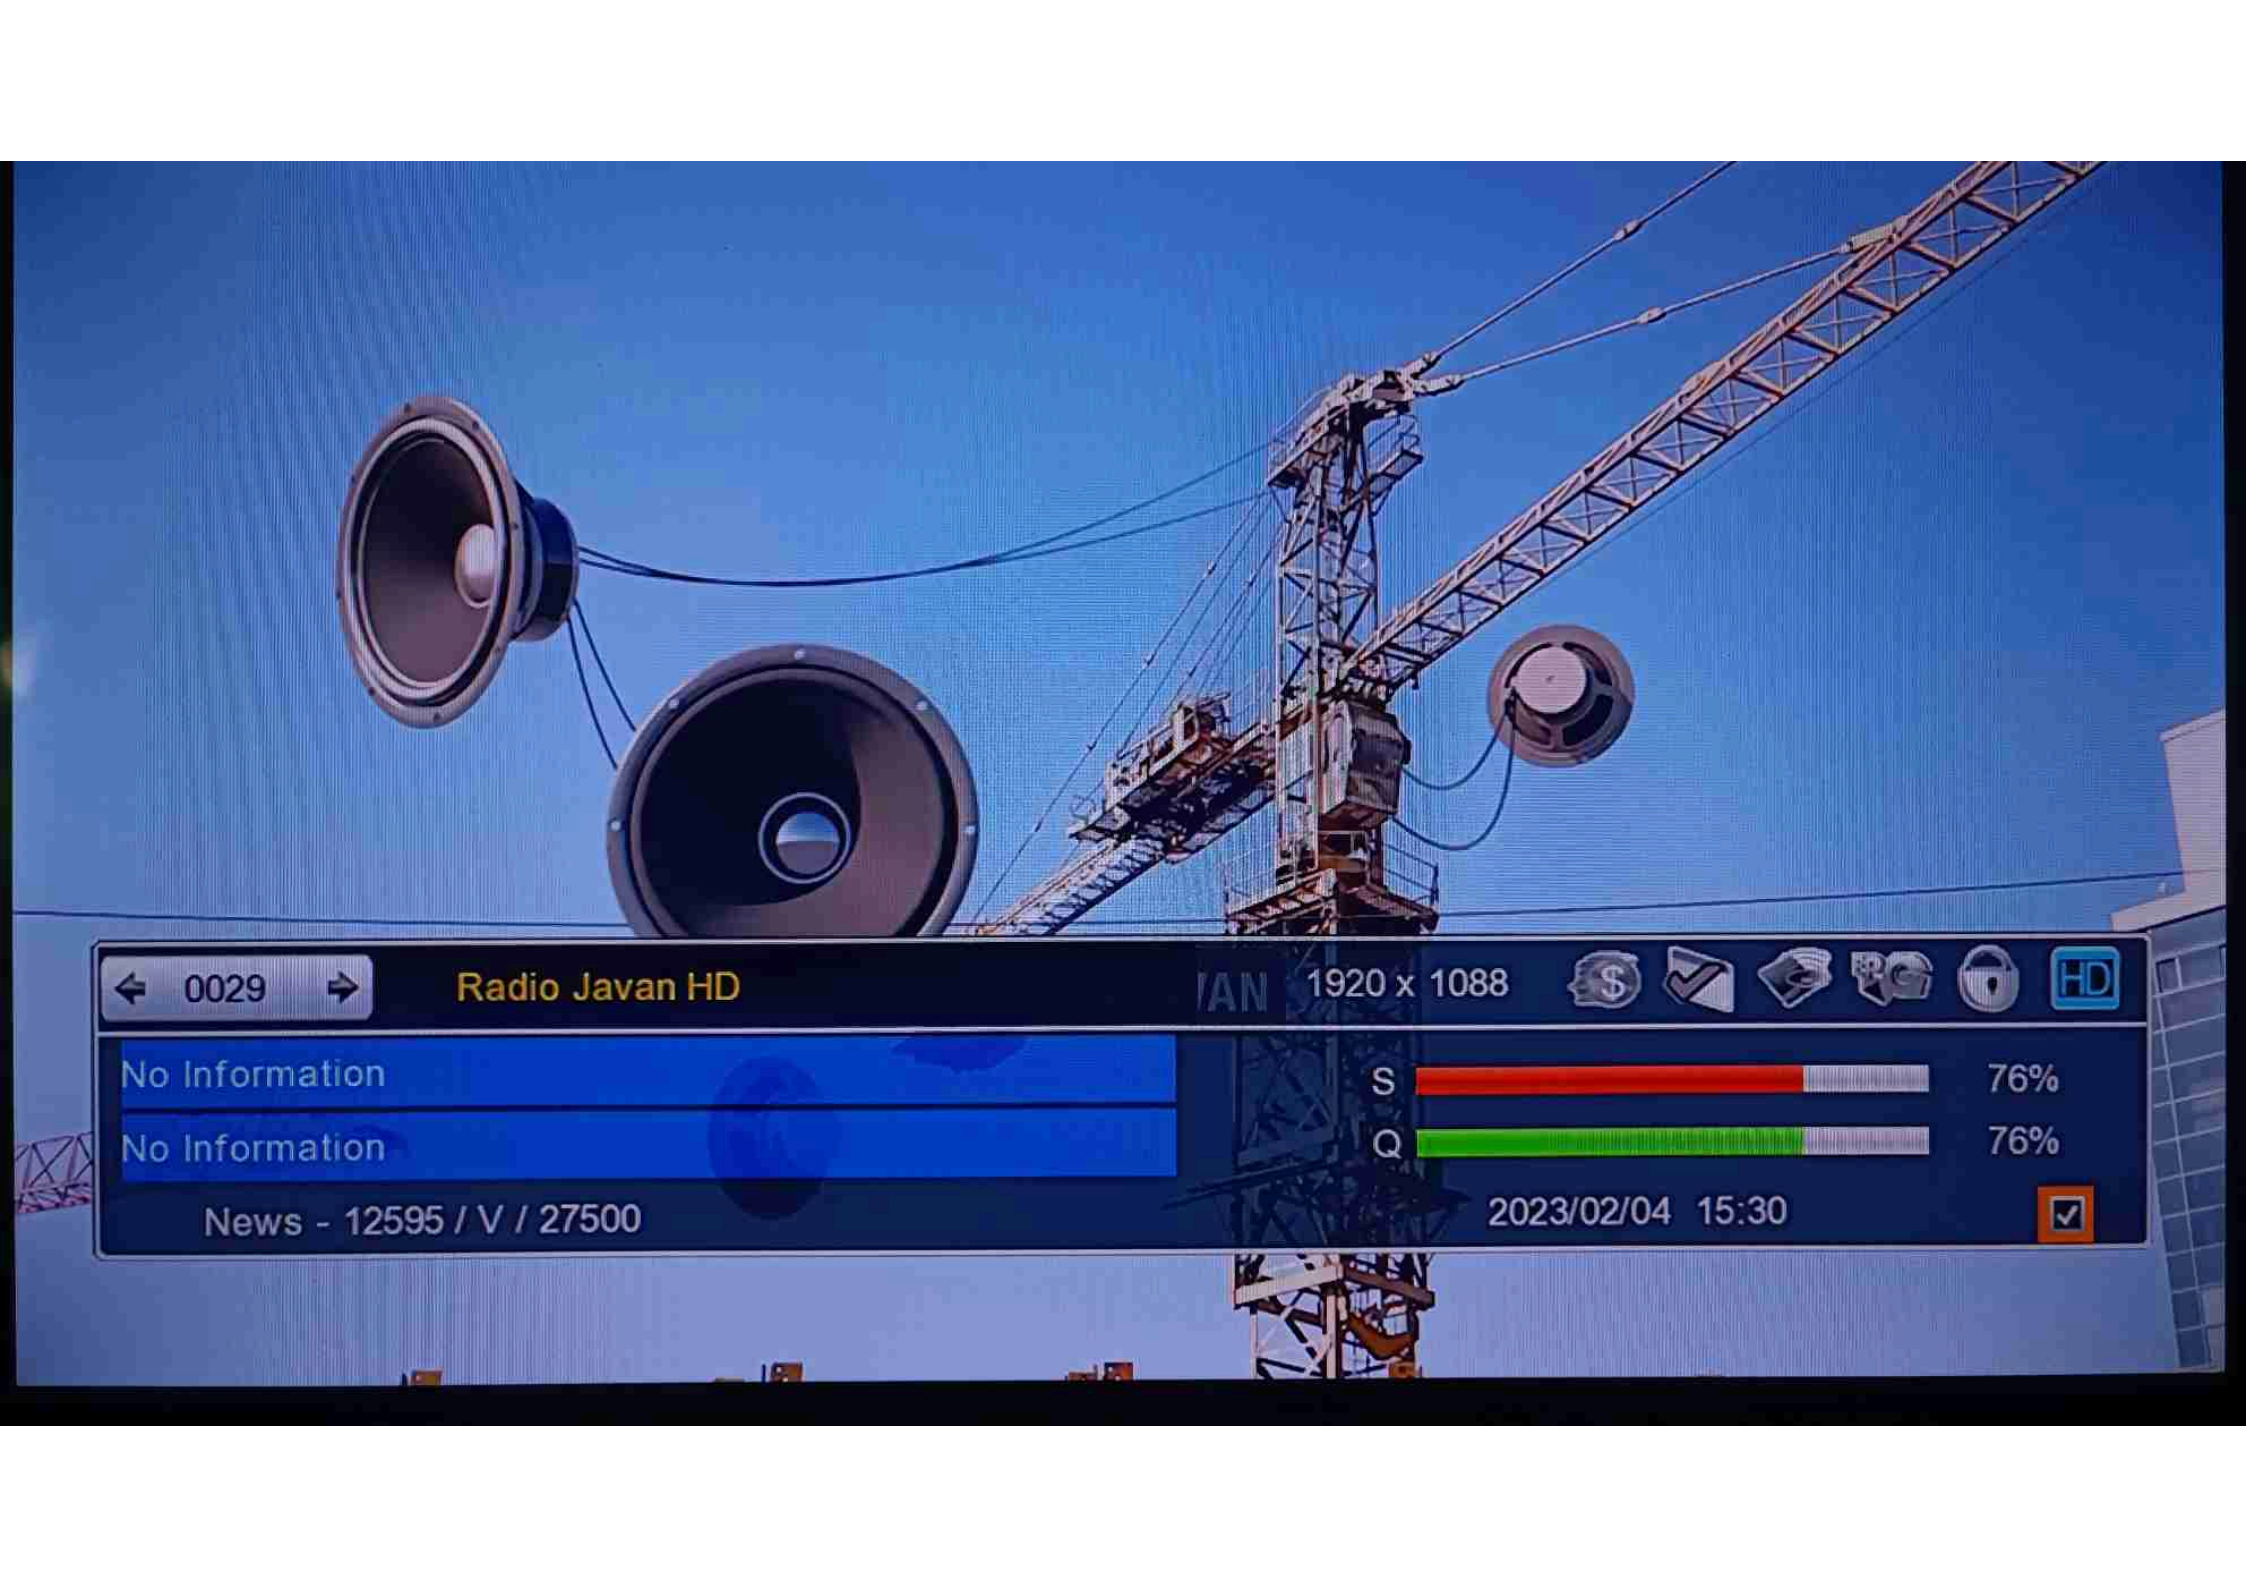 0029
Radio Javan HD
1920 x 1088
$
HD
No Information
No Information
S
76%
Q
76%
News - 12595 / V / 27500
2023/02/04 15:30